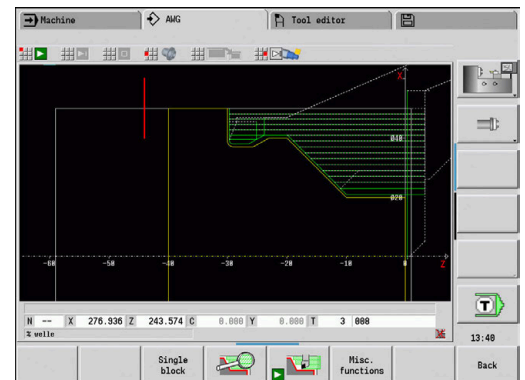 Machine AWG Tool editor
X
Ø40
Ø20
-60 -50 -40 -30 -20 -10 0 Z
N -- X 276.936 Z 243.574 C 0.000 Y 0.000 T 3 000
% welle
T
13:40
Single block Misc. functions Back